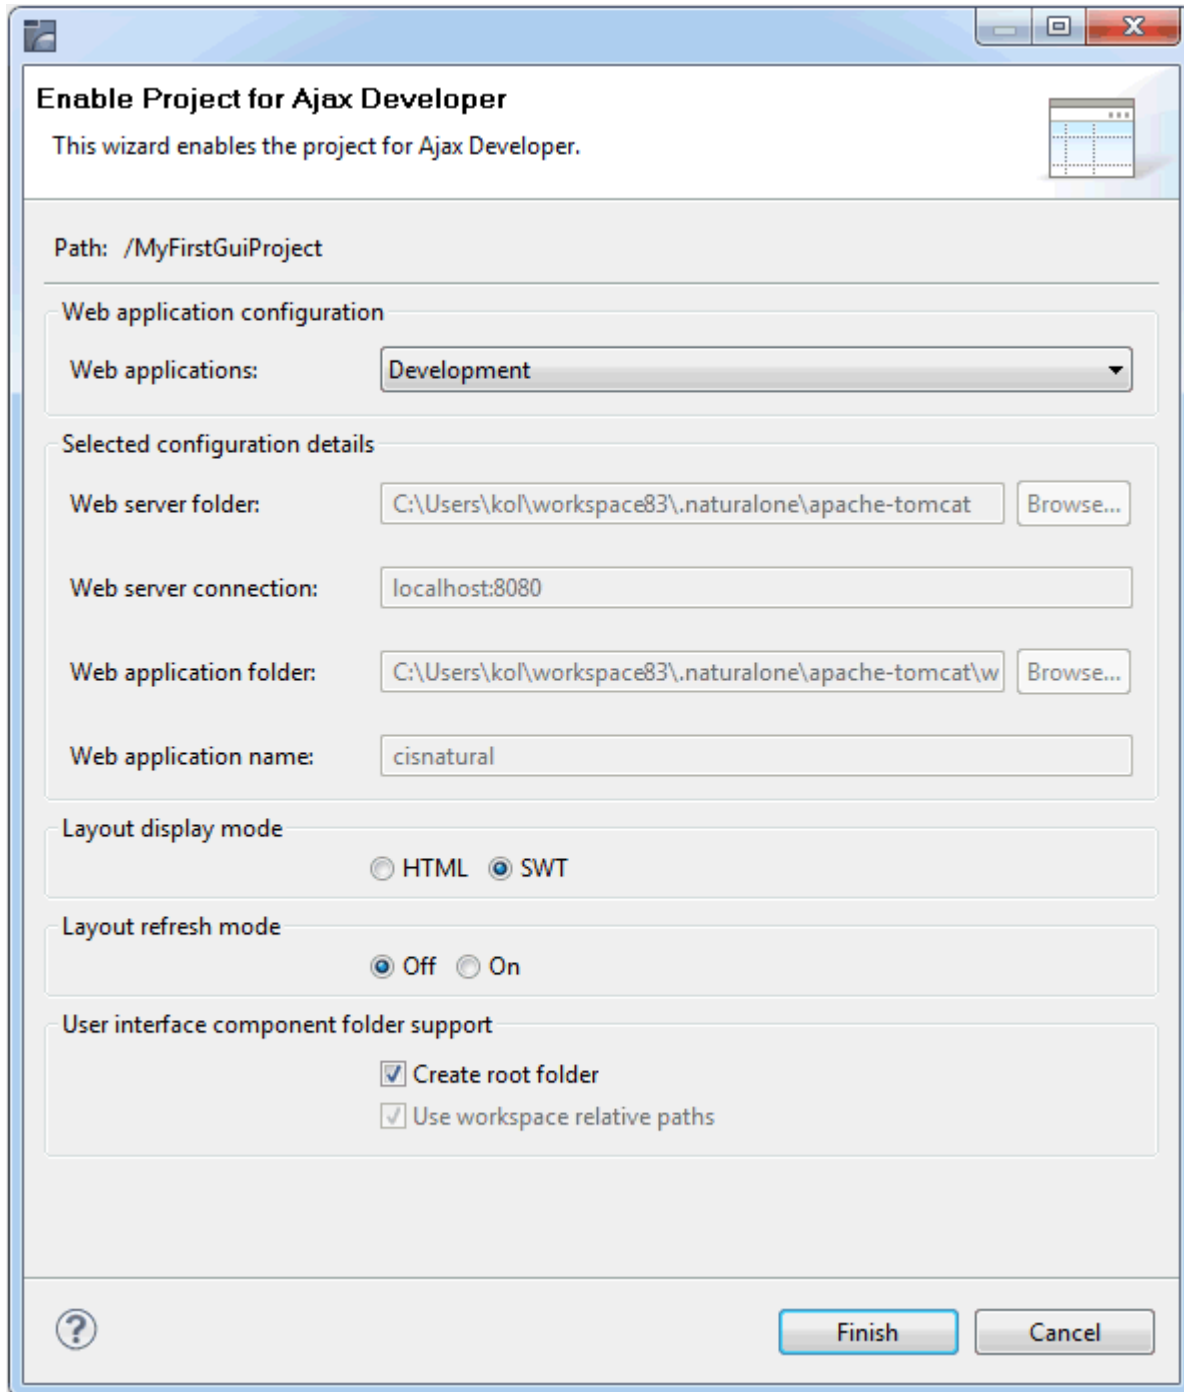 Enable Project for Ajax Developer
This wizard enables the project for Ajax Developer.
Path: /MyFirstGuiProject
Web application configuration
Web applications: Development
Selected configuration details
Web server folder: C:\Users\kol\workspace83\.naturalone\apache-tomcat Browse...
Web server connection: localhost:8080
Web application folder: C:\Users\kol\workspace83\.naturalone\apache-tomcat\w Browse...
Web application name: cisnatural
Layout display mode
HTML SWT
Layout refresh mode
Off On
User interface component folder support
Create root folder
Use workspace relative paths
? Finish Cancel